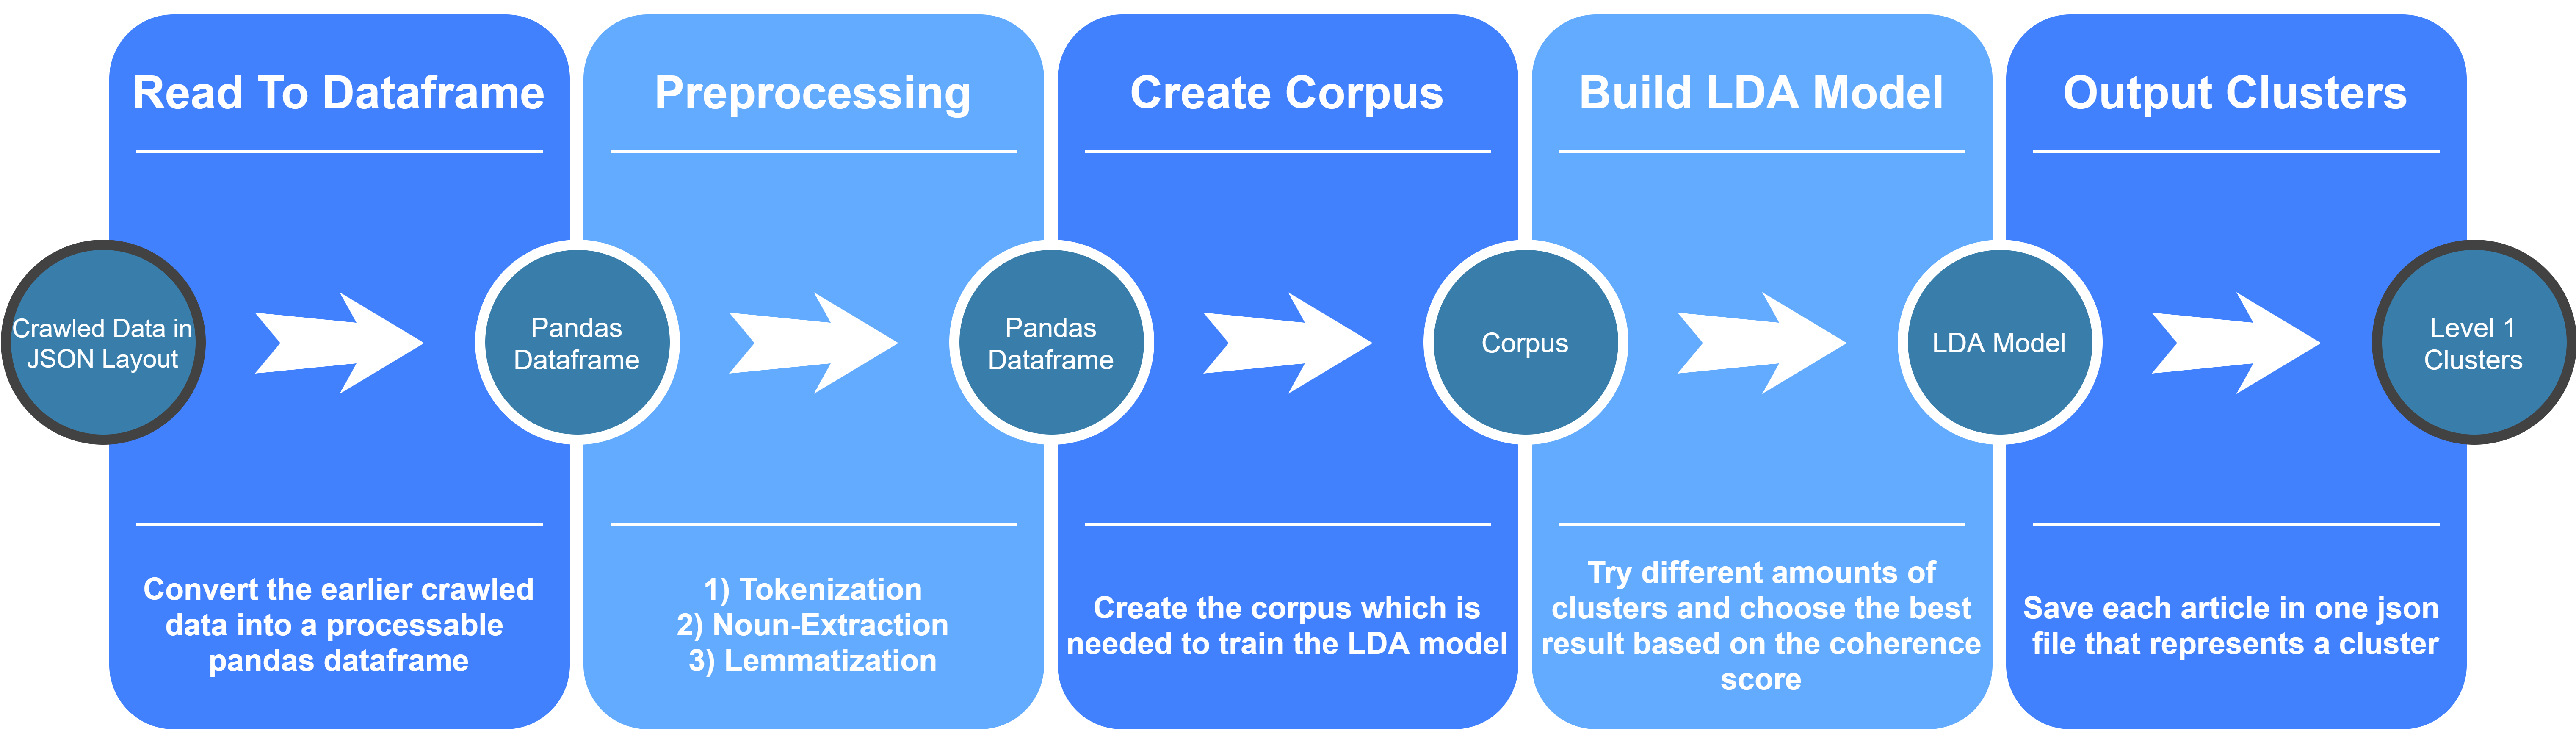 Read To Dataframe
Preprocessing
Create Corpus
Build LDA Model
Output Clusters
Crawled Data in
JSON Layout
Pandas
Dataframe
Pandas
Dataframe
Corpus
LDA Model
Level 1
Clusters
Convert the earlier crawled
data into a processable
pandas dataframe
1) Tokenization
2) Noun-Extraction
3) Lemmatization
Create the corpus which is
needed to train the LDA model
Try different amounts of
clusters and choose the best
result based on the coherence
score
Save each article in one json
file that represents a cluster